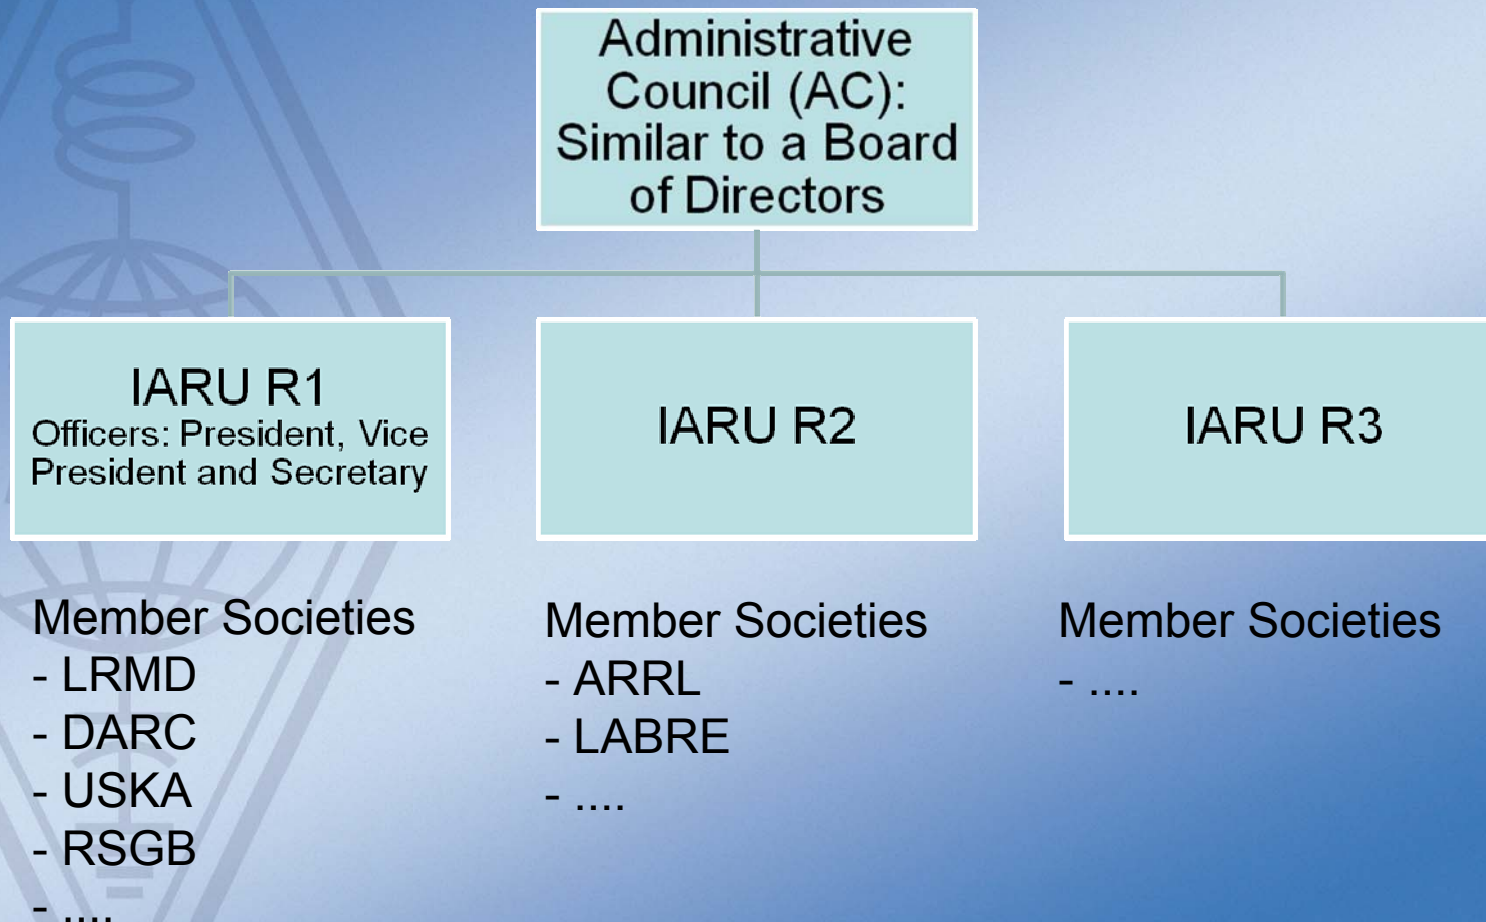 Administrative
Council (AC):
Similar to a Board
of Directors
IARU R1
Officers: President, Vice
President and Secretary
IARU R2
IARU R3
Member Societies
- LRMD
- DARC
- USKA
- RSGB
- ....
Member Societies
- ARRL
- LABRE
- ....
Member Societies
- ....